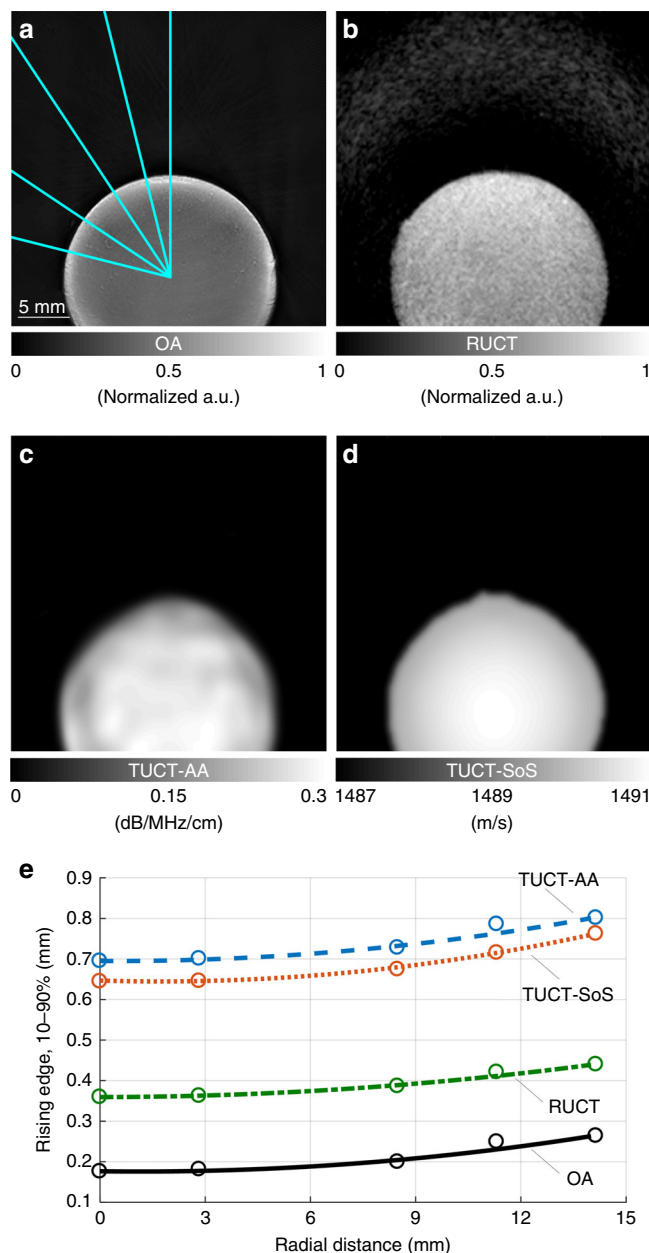 a
b
5 mm
OA
RUCT
0 0.5 1
0 0.5 1
(Normalized a.u.)
(Normalized a.u.)
c
d
TUCT-AA
TUCT-SoS
0 0.15 0.3
1487 1489 1491
(dB/MHz/cm)
(m/s)
e
Rising edge, 10–90% (mm)
0.9
0.8
0.7
0.6
0.5
0.4
0.3
0.2
0.1
TUCT-AA
TUCT-SoS
RUCT
OA
0 3 6 9 12 15
Radial distance (mm)